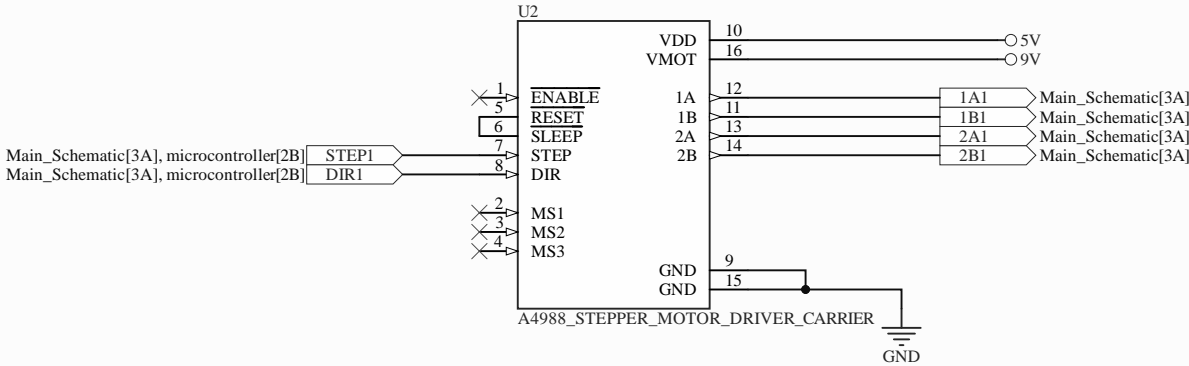 U2
10 VDD 5V
16 VMOT 9V
1 ENABLE 12 1A 1A1 Main_Schematic[3A]
5 RESET 11 1B 1B1 Main_Schematic[3A]
6 SLEEP 13 2A 2A1 Main_Schematic[3A]
Main_Schematic[3A], microcontroller[2B] STEP1 7 STEP 14 2B 2B1 Main_Schematic[3A]
Main_Schematic[3A], microcontroller[2B] DIR1 8 DIR
2 MS1
3 MS2
4 MS3
GND 9
GND 15
A4988_STEPPER_MOTOR_DRIVER_CARRIER
GND